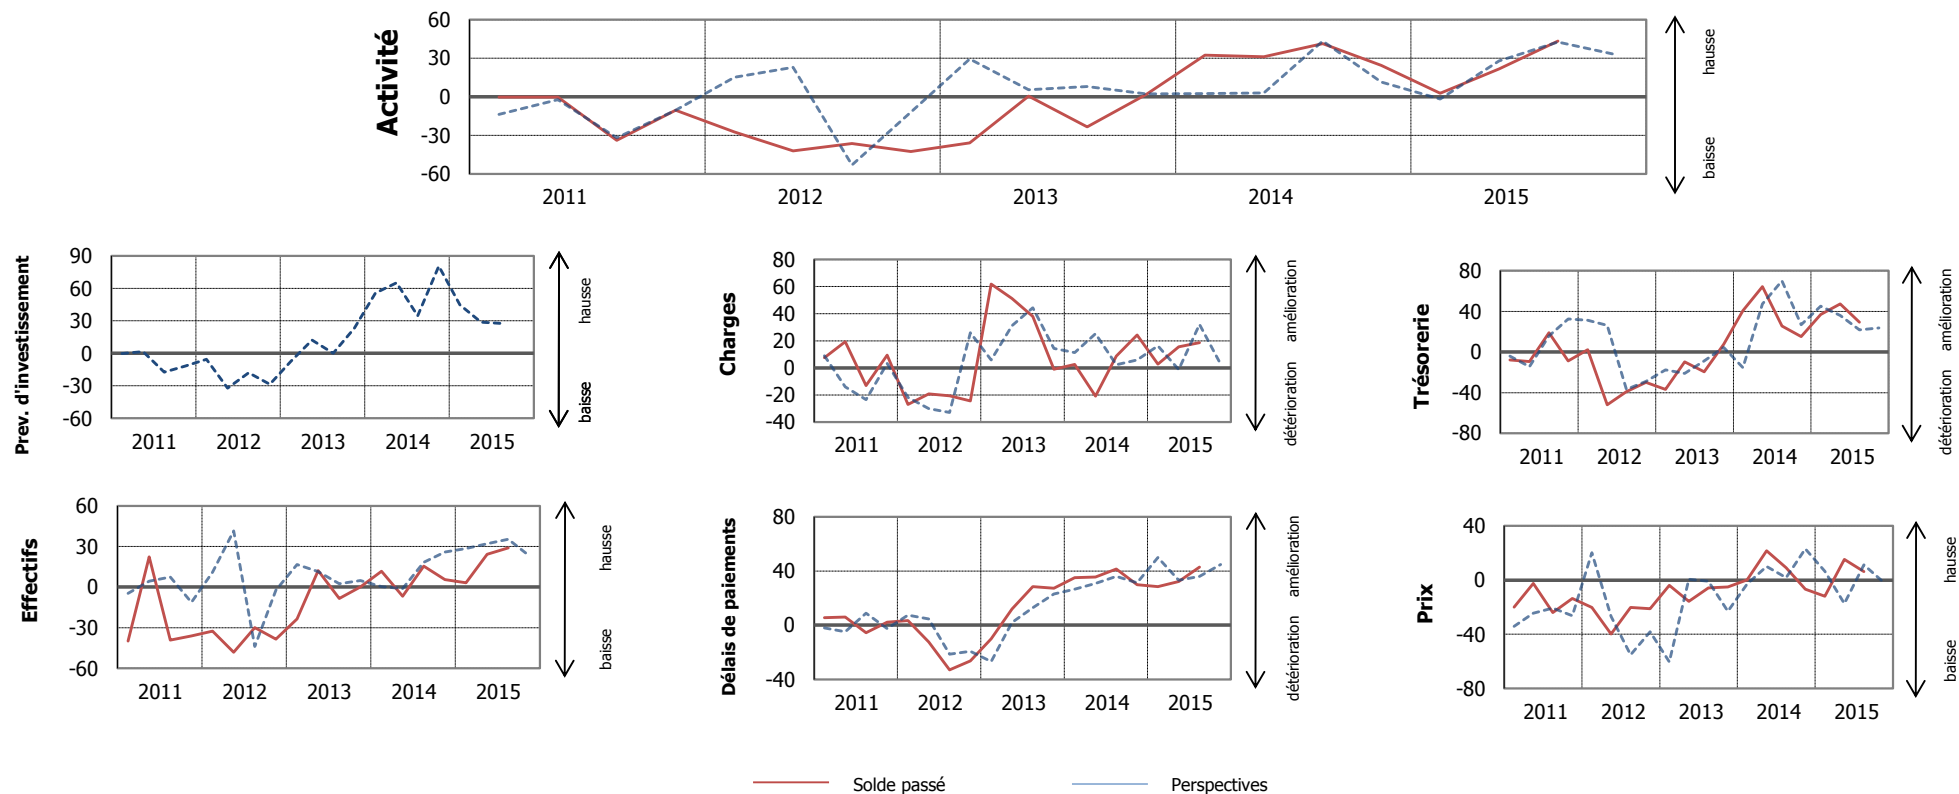 Activité
60
30
0
-30
-60
2011 2012 2013 2014 2015
hausse
baisse
Prev. d'investissement
90
60
30
0
-30
-60
2011 2012 2013 2014 2015
hausse
baisse
Charges
80
60
40
20
0
-20
-40
2011 2012 2013 2014 2015
amélioration
détérioration
Trésorerie
80
40
0
-40
-80
2011 2012 2013 2014 2015
amélioration
détérioration
Effectifs
60
30
0
-30
-60
2011 2012 2013 2014 2015
hausse
baisse
Délais de paiements
80
40
0
-40
2011 2012 2013 2014 2015
amélioration
détérioration
Prix
40
0
-40
-80
2011 2012 2013 2014 2015
hausse
baisse
Solde passé Perspectives